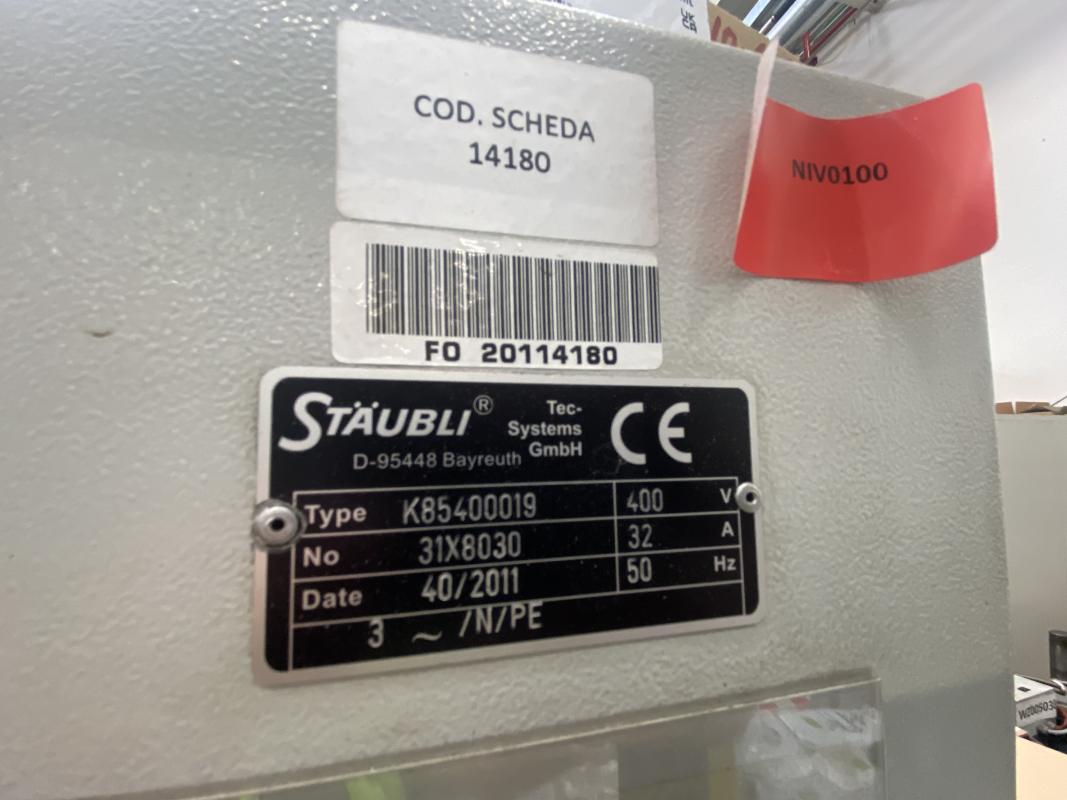 COD. SCHEDA
14180
NIV0100
FO 20114180
STÄUBLI®
Tec-
Systems
GmbH
CE
D-95448 Bayreuth
Type K85400019 400 V
No 31X8030 32 A
Date 40/2011 50 Hz
3 ~ /N/PE